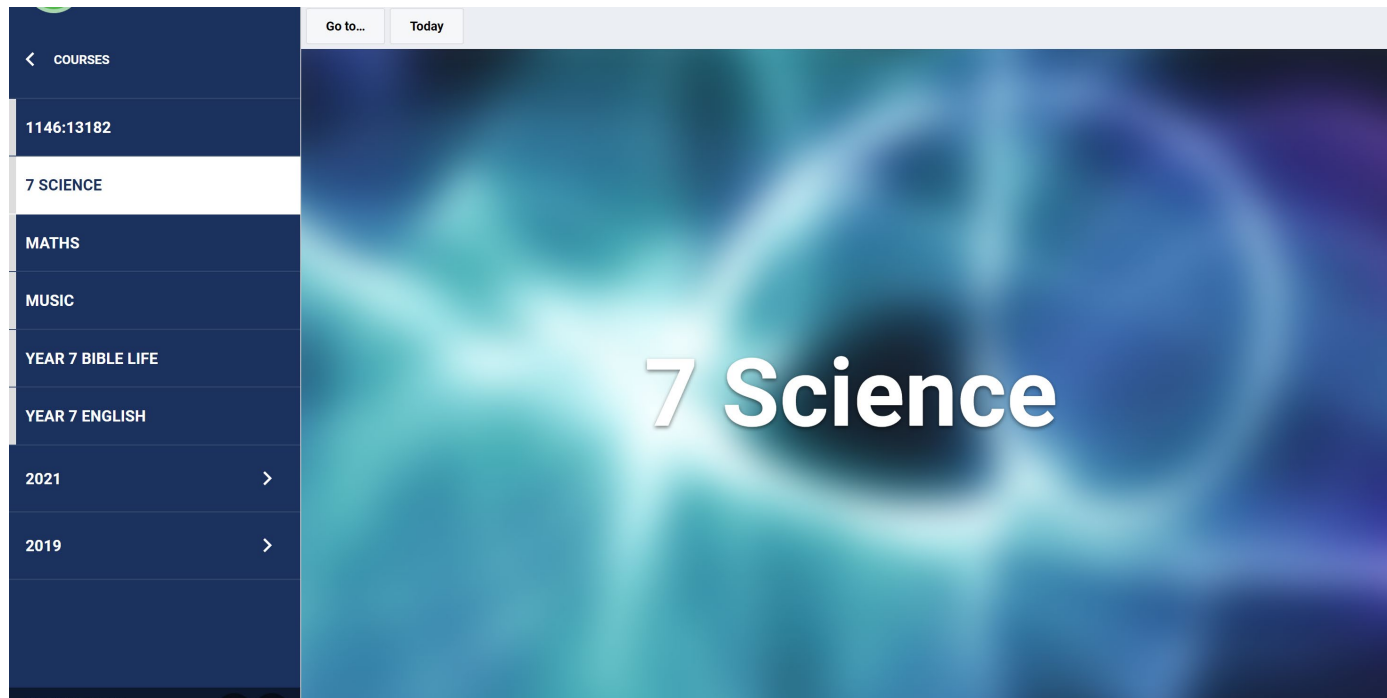 Go to... Today
COURSES
1146:13182
7 SCIENCE
MATHS
MUSIC
YEAR 7 BIBLE LIFE
YEAR 7 ENGLISH
2021
2019
7 Science